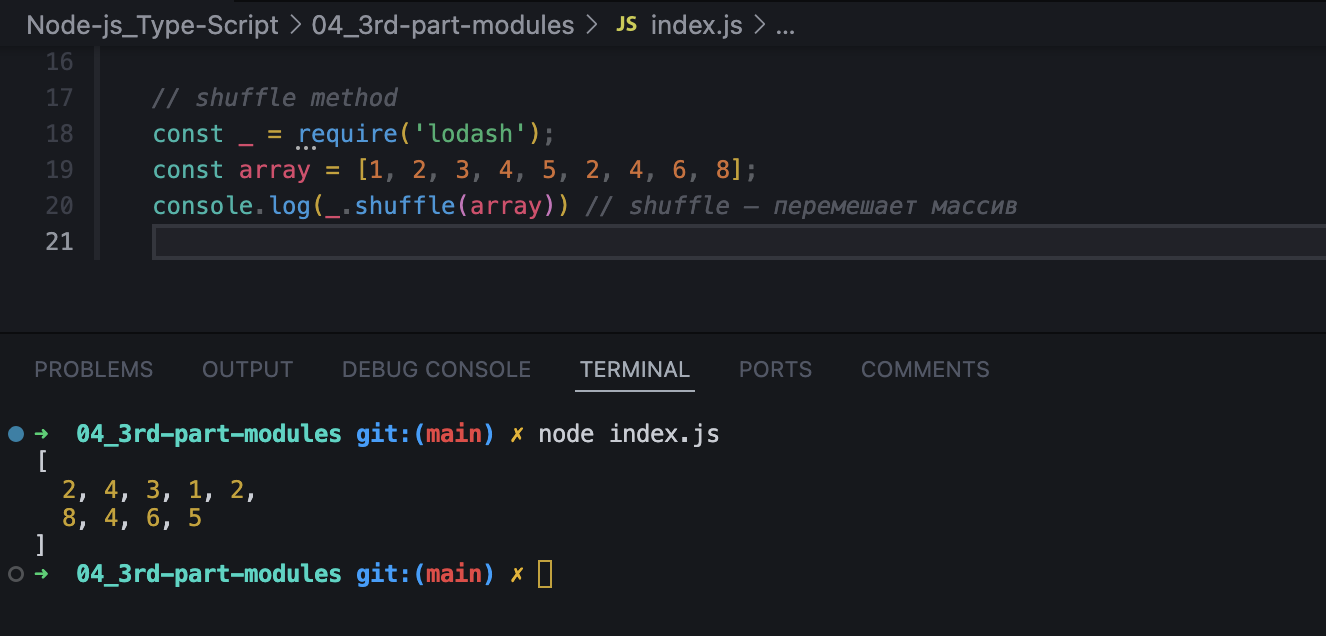 Node-js_Type-Script > 04_3rd-part-modules > JS index.js > ...
16
17 // shuffle method
18 const _ = require('lodash');
19 const array = [1, 2, 3, 4, 5, 2, 4, 6, 8];
20 console.log(_.shuffle(array)) // shuffle – перемешает массив
21
PROBLEMS OUTPUT DEBUG CONSOLE TERMINAL PORTS COMMENTS
➜ 04_3rd-part-modules git:(main) ✗ node index.js
[
2, 4, 3, 1, 2,
8, 4, 6, 5
]
➜ 04_3rd-part-modules git:(main) ✗